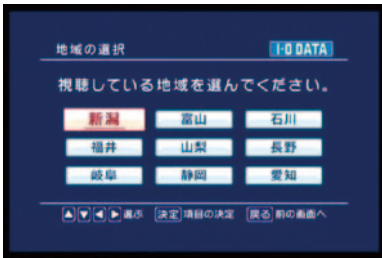 地域の選択 I-O DATA
視聴している地域を選んでください。
新潟 富山 石川
福井 山梨 長野
岐阜 静岡 愛知
▲▼◀▶選ぶ 決定 項目の決定 戻る 前の画面へ